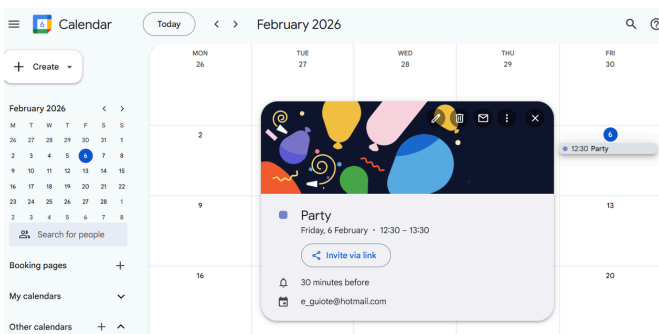 6 Calendar
Today
February 2026
Create
February 2026
M T W T F S S
26 27 28 29 30 31 1
2 3 4 5 6 7 8
9 10 11 12 13 14 15
16 17 18 19 20 21 22
23 24 25 26 27 28 1
2 3 4 5 6 7 8
Search for people
Booking pages
My calendars
Other calendars
MON TUE WED THU FRI
26 27 28 29 30
2 6
12:30 Party
9 13
16 20
Party
Friday, 6 February • 12:30 – 13:30
Invite via link
30 minutes before
e_guiote@hotmail.com